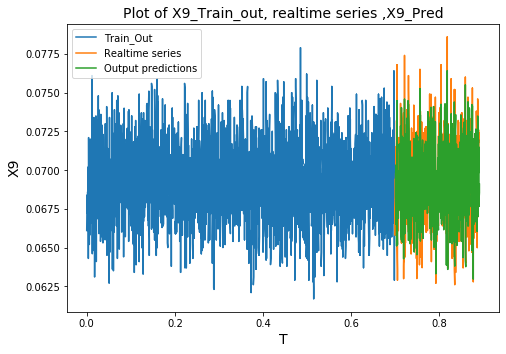 Plot of X9_Train_out, realtime series ,X9_Pred
Train_Out
Realtime series
Output predictions
0.0775
0.0750
0.0725
0.0700
0.0675
0.0650
0.0625
X9
0.0
0.2
0.4
0.6
0.8
T